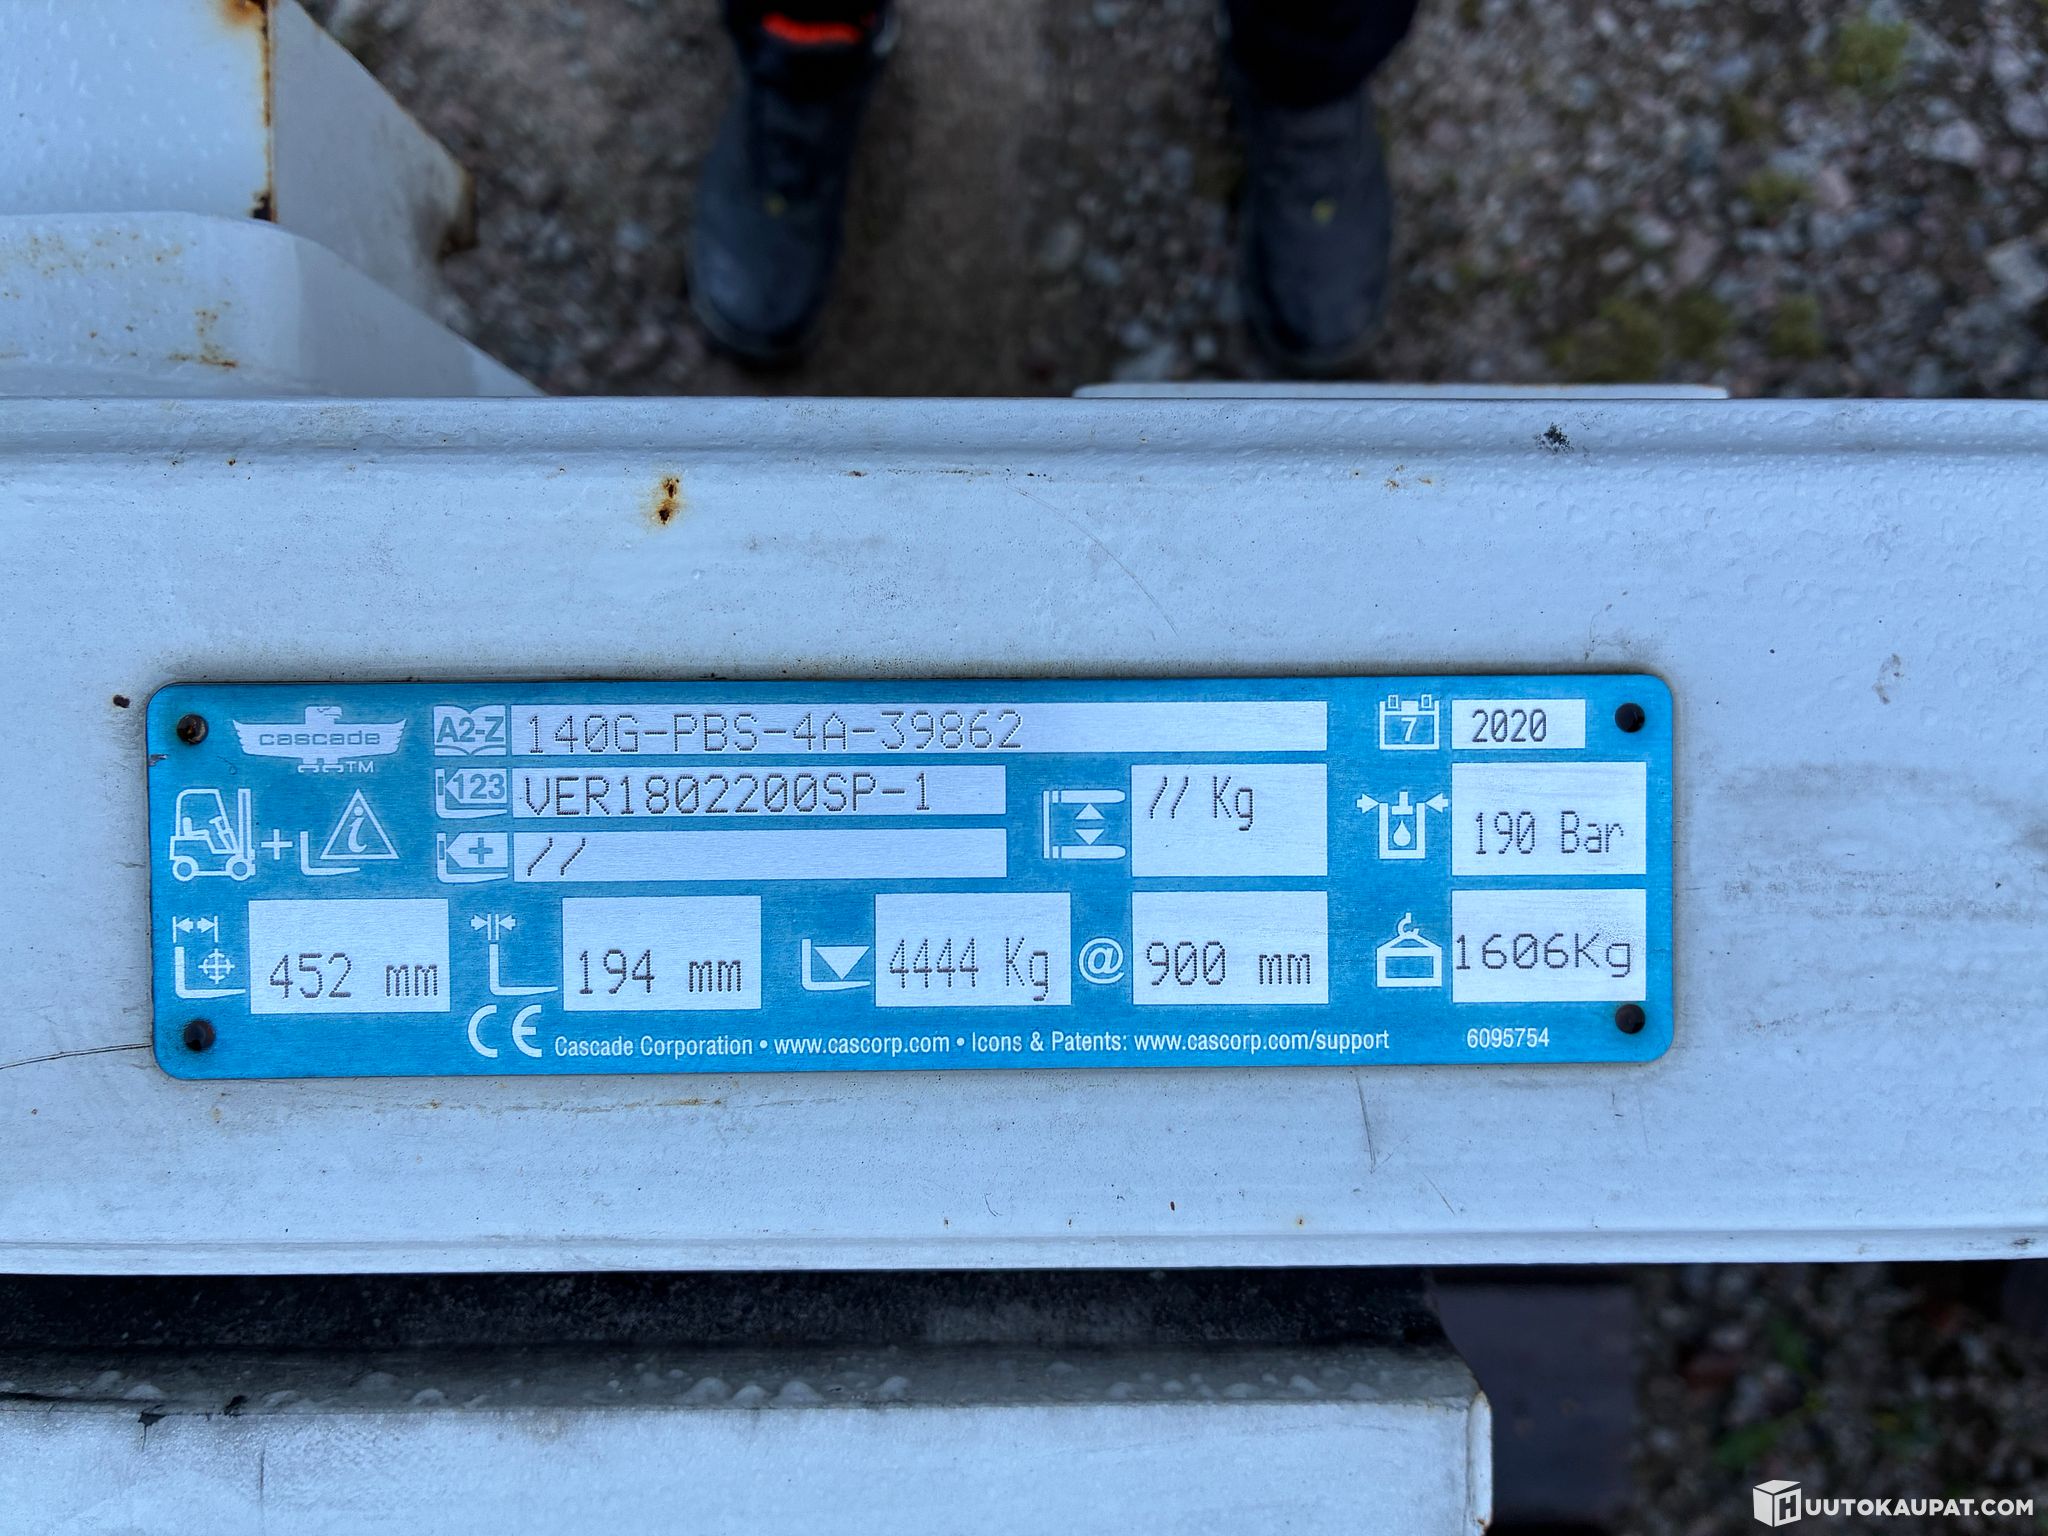 cascade TM
A2-Z 140G-PBS-4A-39862
7 2020
123 VER1802200SP-1
// Kg
190 Bar
//
452 mm
194 mm
4444 Kg @ 900 mm
1606Kg
CE Cascade Corporation • www.cascorp.com • Icons & Patents: www.cascorp.com/support 6095754
HUUTOKAUPAT.COM